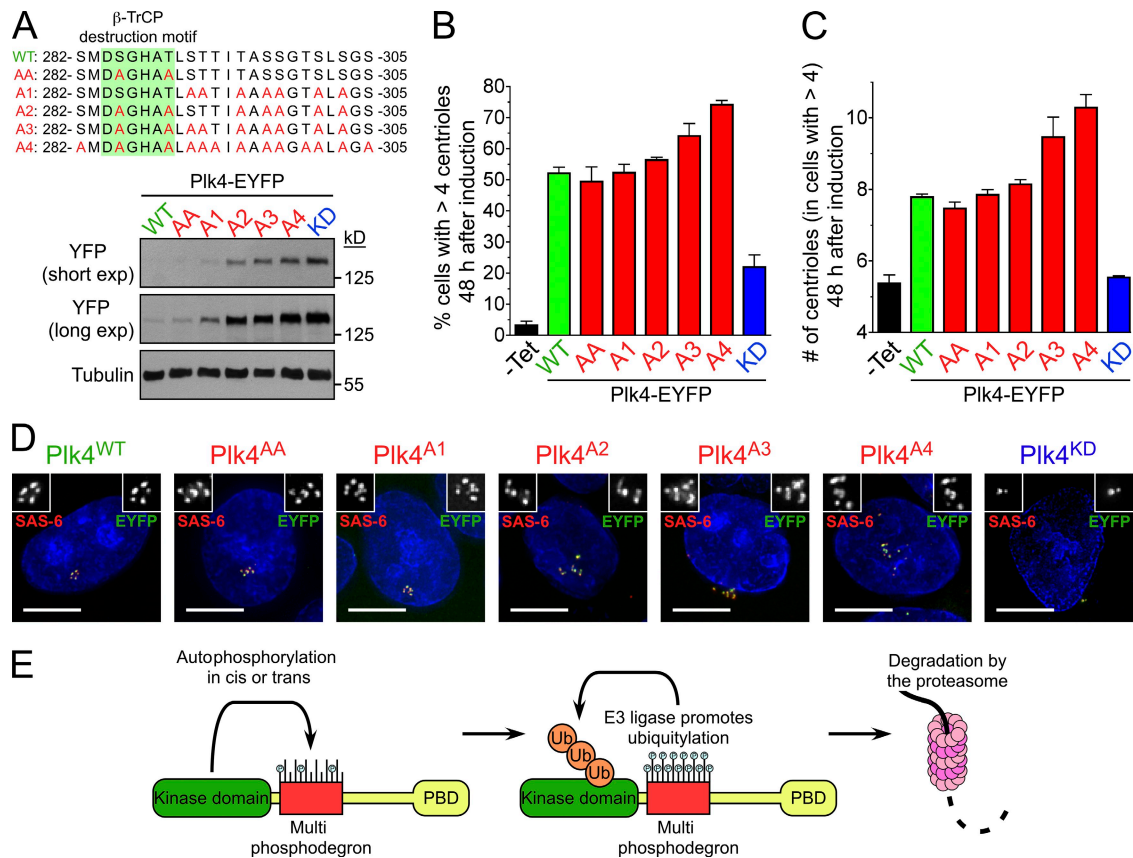 A
β-TrCP
destruction motif
WT: 282- SMDSGHATLSTTITASSGTSLSGS -305
AA: 282- SMDAGHAALSTTITASSGTSLSGS -305
A1: 282- SMDSGHATLAATIAAAAGTALAGS -305
A2: 282- SMDAGHAALSTTIAAAAGTALAGS -305
A3: 282- SMDAGHAALAATIAAAAGTALAGS -305
A4: 282- AMDAGHAALAAAIAAAAGAALAGA -305
Plk4-EYFP
WT AA A1 A2 A3 A4 KD
kD
YFP
(short exp)
125
YFP
(long exp)
125
Tubulin
55
B
% cells with > 4 centrioles
48 h after induction
80
70
60
50
40
30
20
10
0
-Tet WT AA A1 A2 A3 A4 KD
Plk4-EYFP
C
# of centrioles (in cells with > 4)
48 h after induction
10
8
6
4
-Tet WT AA A1 A2 A3 A4 KD
Plk4-EYFP
D
Plk4WT Plk4AA Plk4A1 Plk4A2 Plk4A3 Plk4A4 Plk4KD
SAS-6 EYFP SAS-6 EYFP SAS-6 EYFP SAS-6 EYFP SAS-6 EYFP SAS-6 EYFP SAS-6 EYFP
E
Autophosphorylation
in cis or trans
P P P
Kinase domain
PBD
Multi
phosphodegron
E3 ligase promotes
ubiquitylation
Ub
Ub
Ub
P P P P P P P P P P P P P
Kinase domain
PBD
Multi
phosphodegron
Degradation by
the proteasome